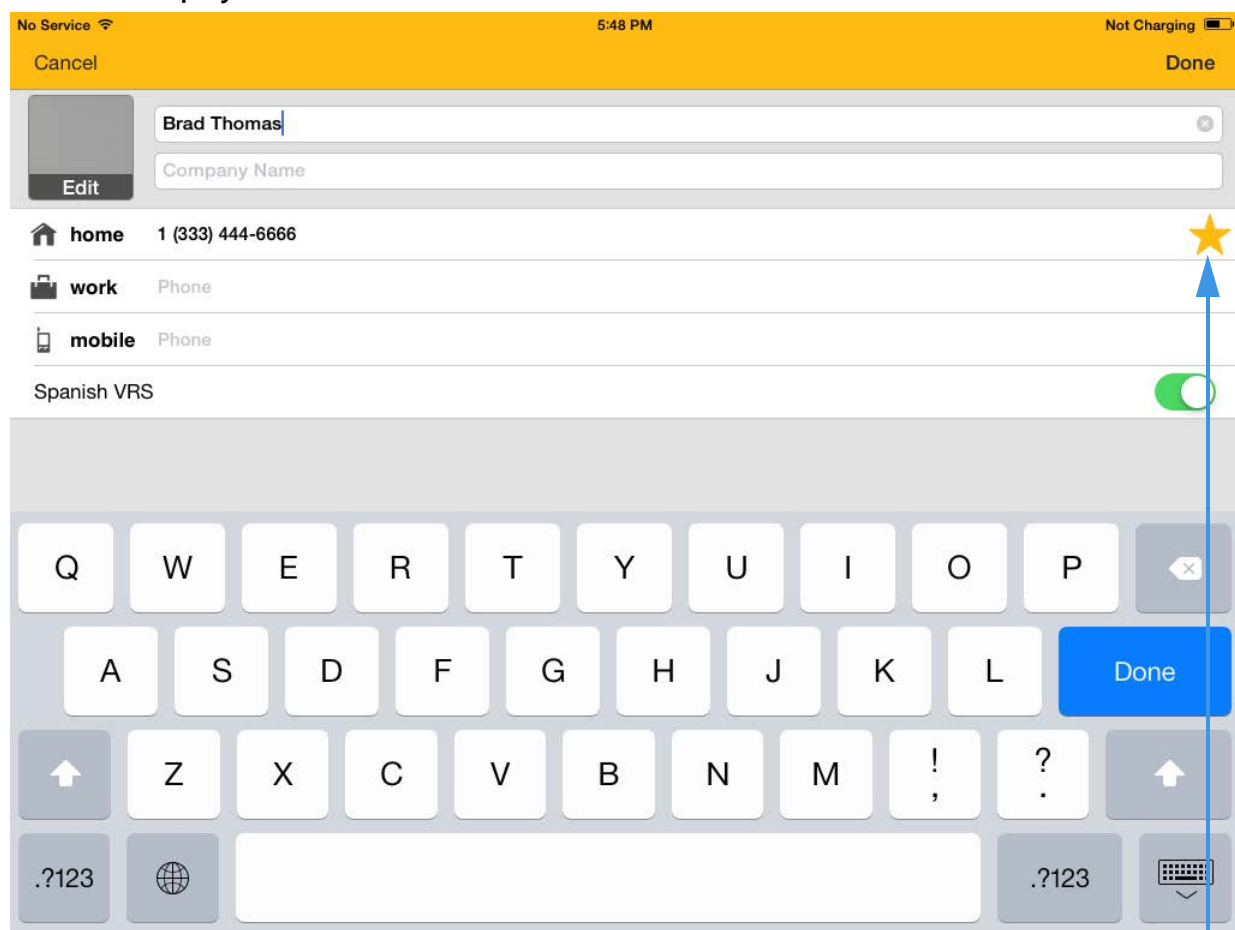 No Service 5:48 PM Not Charging
Cancel Done
Brad Thomas
Company Name
Edit
home 1 (333) 444-6666
work Phone
mobile Phone
Spanish VRS
Q W E R T Y U I O P
A S D F G H J K L Done
Z X C V B N M ! , ? .
.?123 .?123